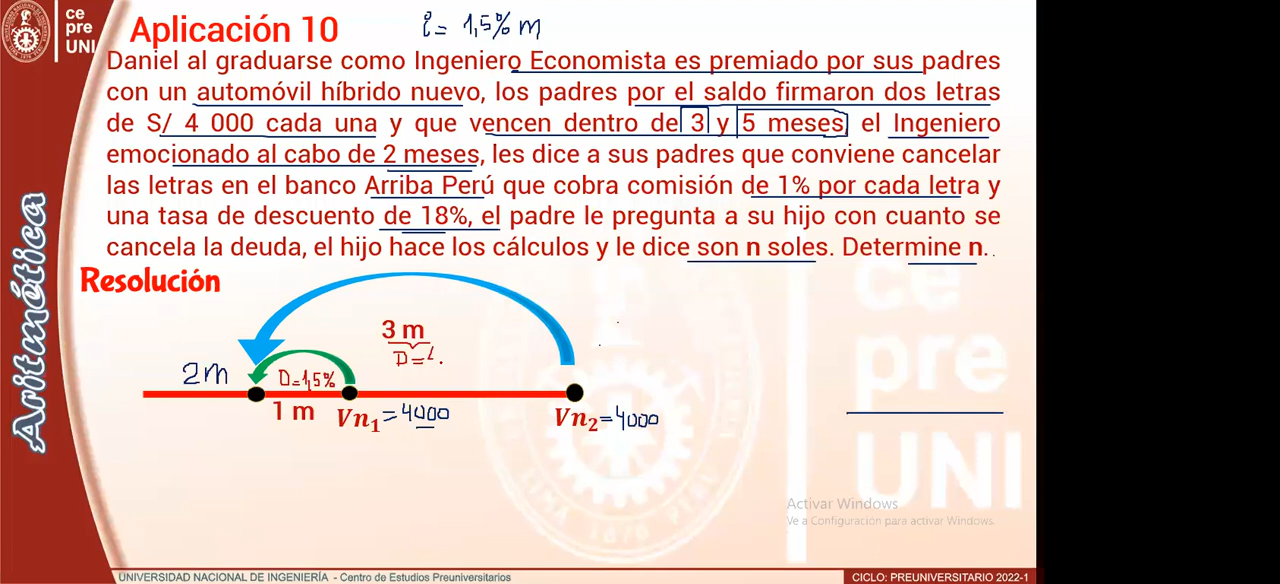 ce
pre
UNI
Aplicación 10
i = 1,5% m
Daniel al graduarse como Ingeniero Economista es premiado por sus padres
con un automóvil híbrido nuevo, los padres por el saldo firmaron dos letras
de S/ 4 000 cada una y que vencen dentro de 3 y 5 meses, el Ingeniero
emocionado al cabo de 2 meses, les dice a sus padres que conviene cancelar
las letras en el banco Arriba Perú que cobra comisión de 1% por cada letra y
una tasa de descuento de 18%, el padre le pregunta a su hijo con cuanto se
cancela la deuda, el hijo hace los cálculos y le dice son n soles. Determine n.
Resolución
3 m
D=
2m
D=1,5%
1 m
Vn1 = 4000
Vn2 = 4000
Aritmética
ce
pre
UNI
Activar Windows
Ve a Configuración para activar Windows.
UNIVERSIDAD NACIONAL DE INGENIERÍA - Centro de Estudios Preuniversitarios
CICLO: PREUNIVERSITARIO 2022-1